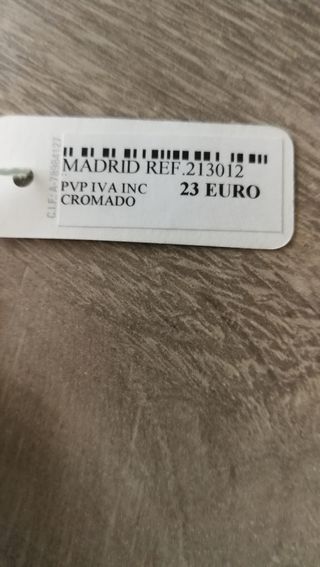 MADRID REF.213012
PVP IVA INC 23 EURO
CROMADO